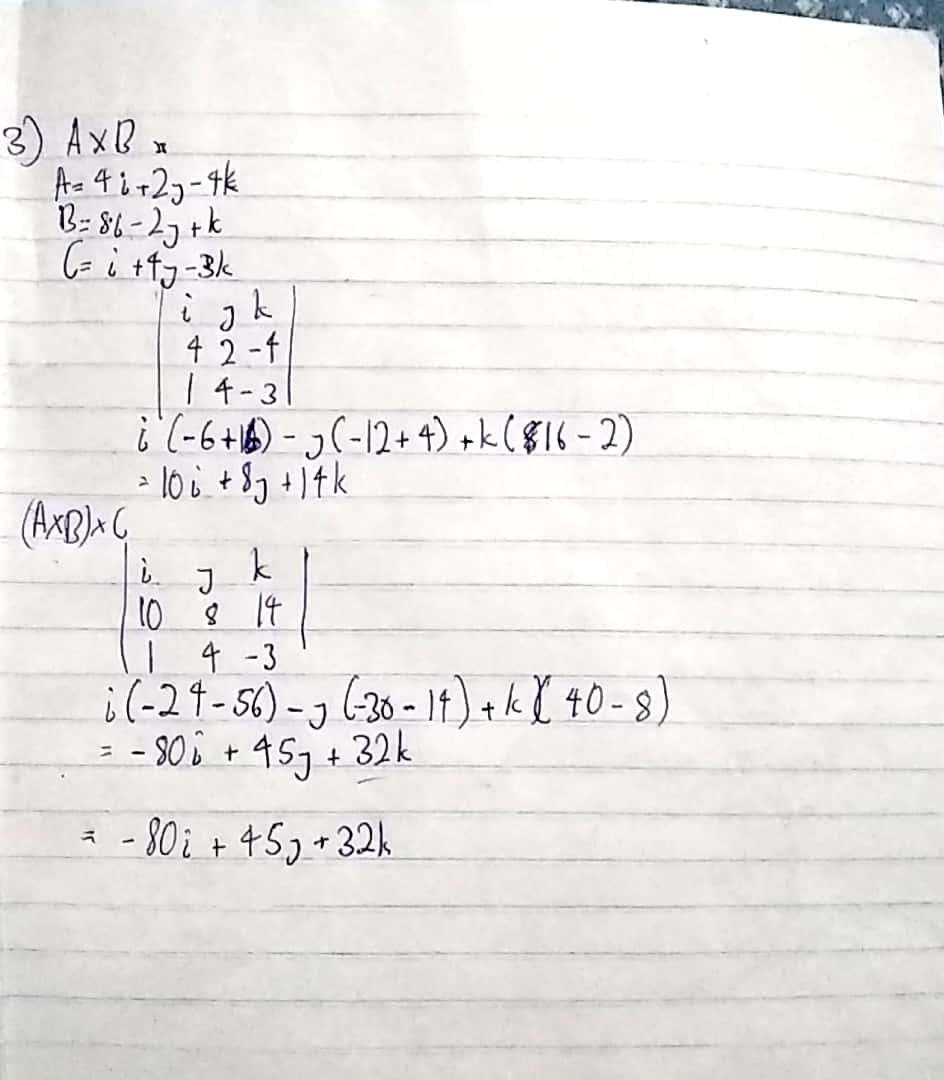 3) A×B =
A= 4i+2j-4k
B= 8i-2j+k
C= i+4j-3k
i j k
4 2 -4
1 4 -3
i(-6+16) - j(-12+4) +k(16-2)
= 10i +8j +14k
(A×B)×C
i j k
10 8 14
1 4 -3
i(-24-56) - j(-30-14) + k(40-8)
= -80i + 45j + 32k
= -80i + 45j + 32k